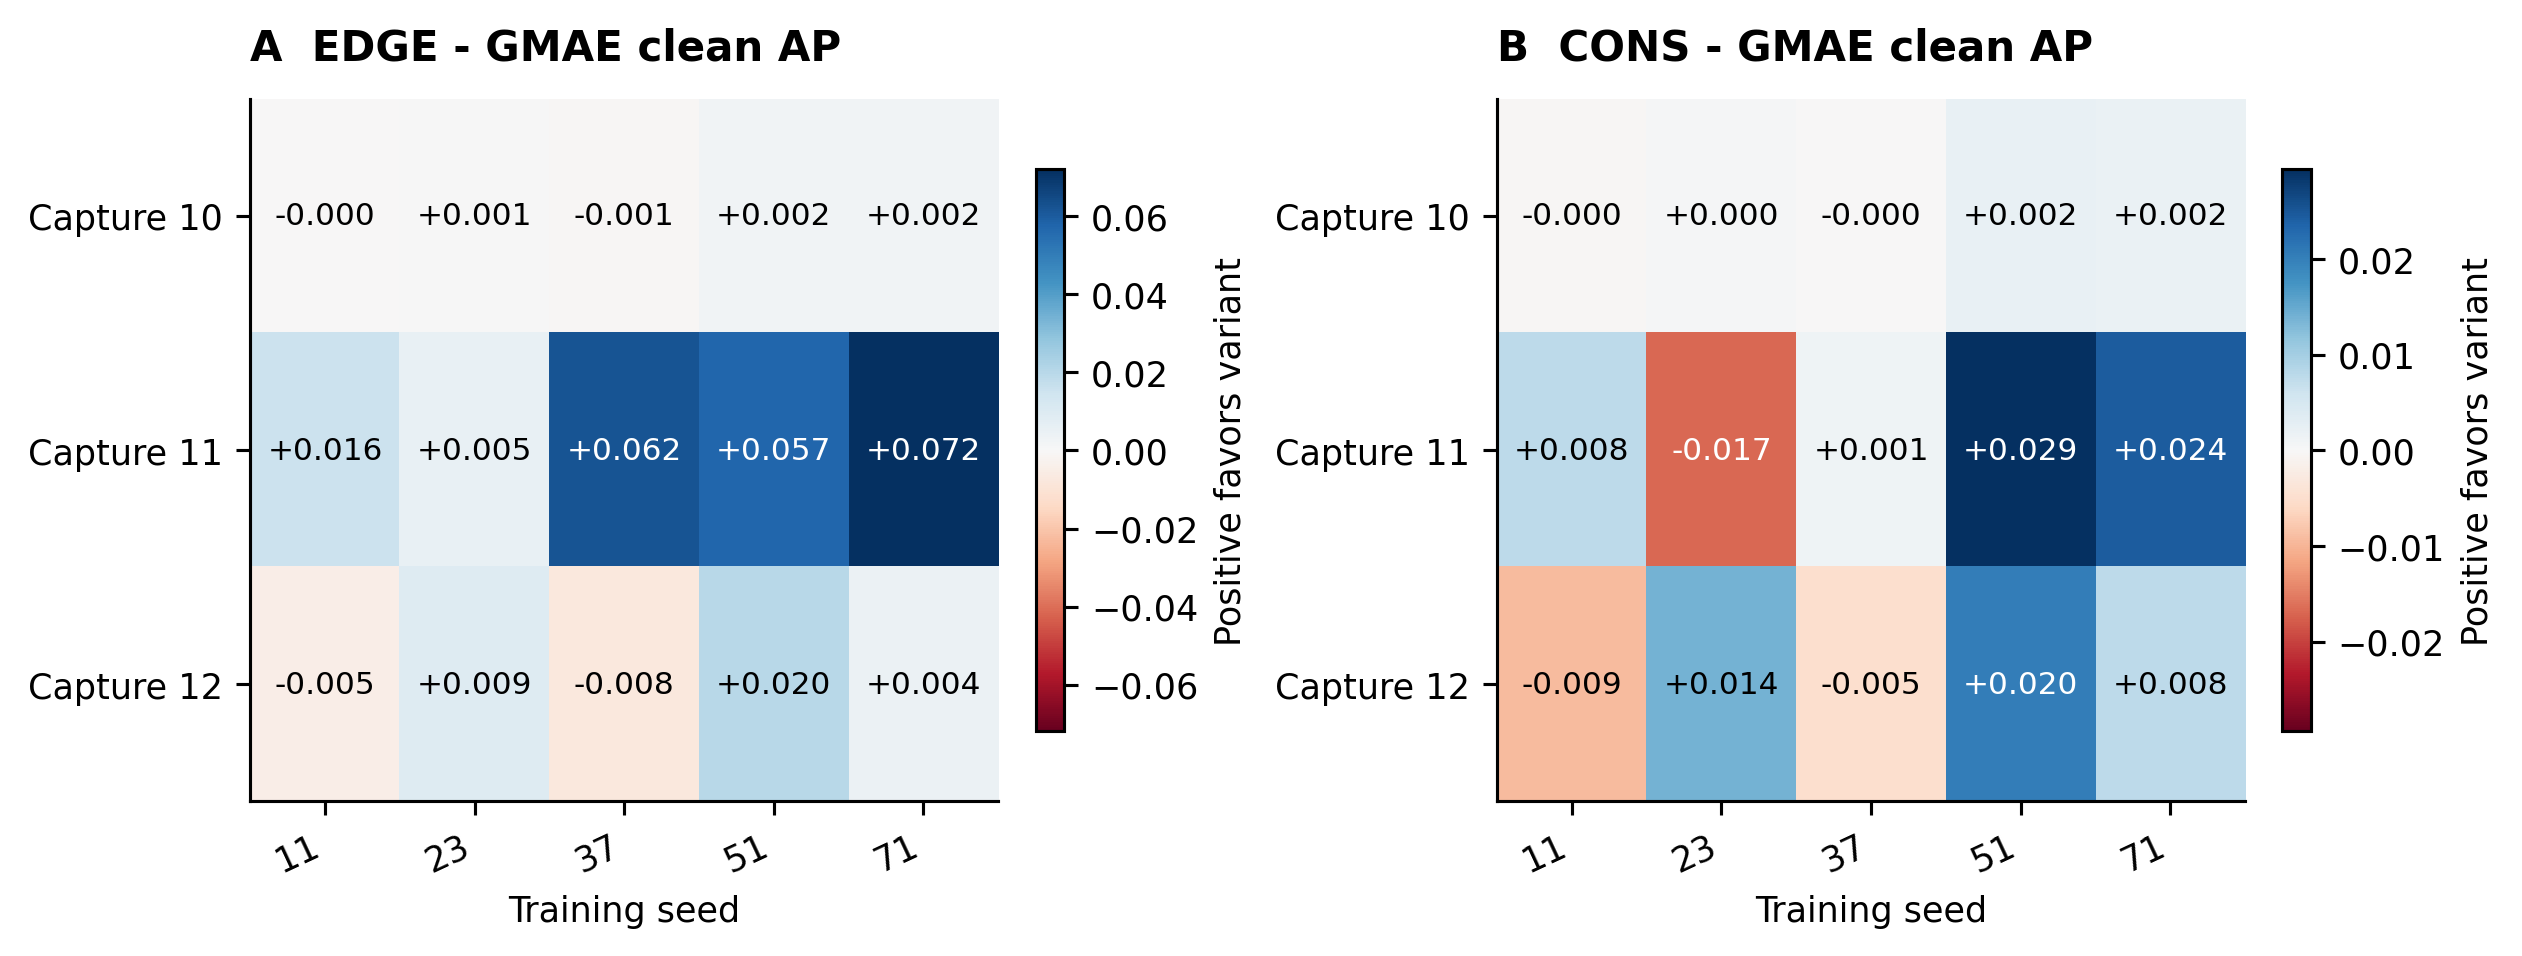 A EDGE - GMAE clean AP
Capture 10
-0.000 +0.001 -0.001 +0.002 +0.002
Capture 11
+0.016 +0.005 +0.062 +0.057 +0.072
Capture 12
-0.005 +0.009 -0.008 +0.020 +0.004
11 23 37 51 71
Training seed
0.06
0.04
0.02
0.00
−0.02
−0.04
−0.06
Positive favors variant
B CONS - GMAE clean AP
Capture 10
-0.000 +0.000 -0.000 +0.002 +0.002
Capture 11
+0.008 -0.017 +0.001 +0.029 +0.024
Capture 12
-0.009 +0.014 -0.005 +0.020 +0.008
11 23 37 51 71
Training seed
0.02
0.01
0.00
−0.01
−0.02
Positive favors variant